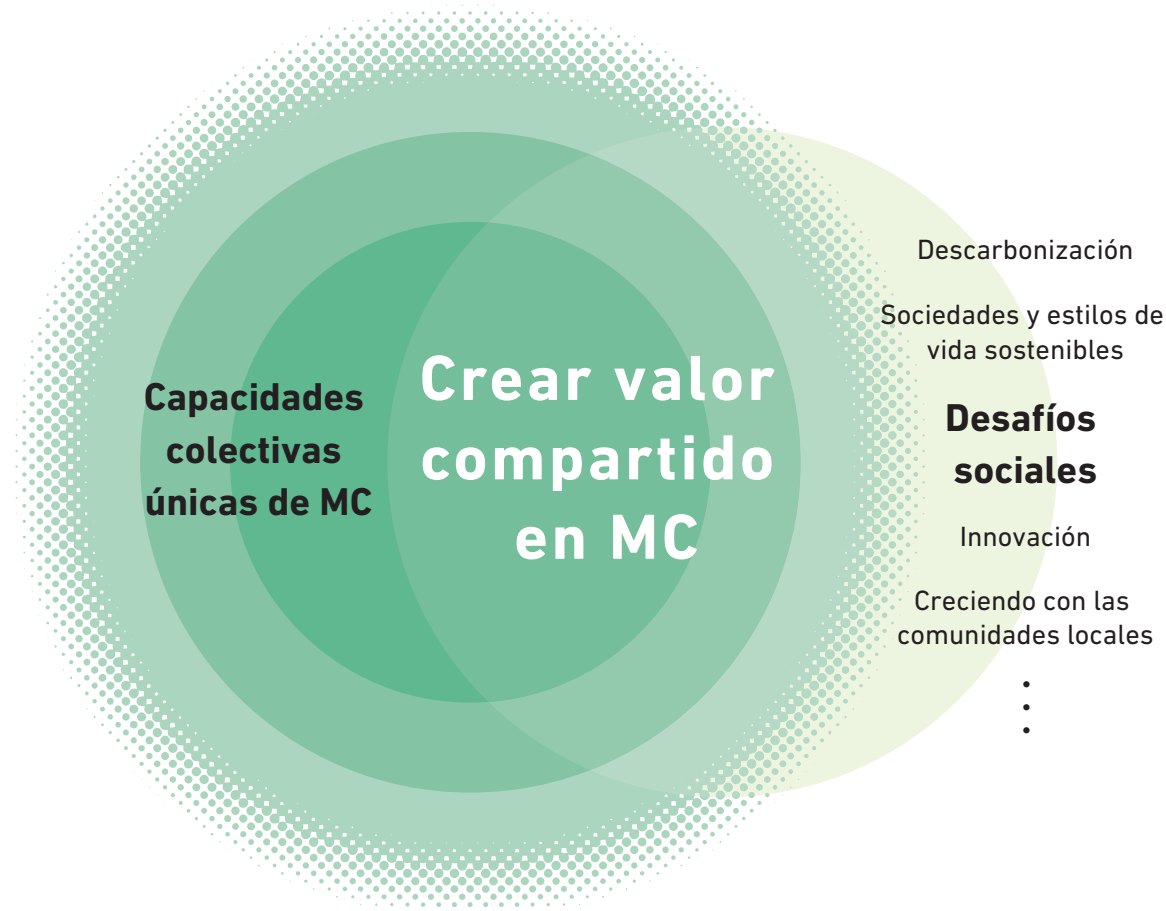 Capacidades
colectivas
únicas de MC
Crear valor
compartido
en MC
Descarbonización
Sociedades y estilos de
vida sostenibles
Desafíos
sociales
Innovación
Creciendo con las
comunidades locales